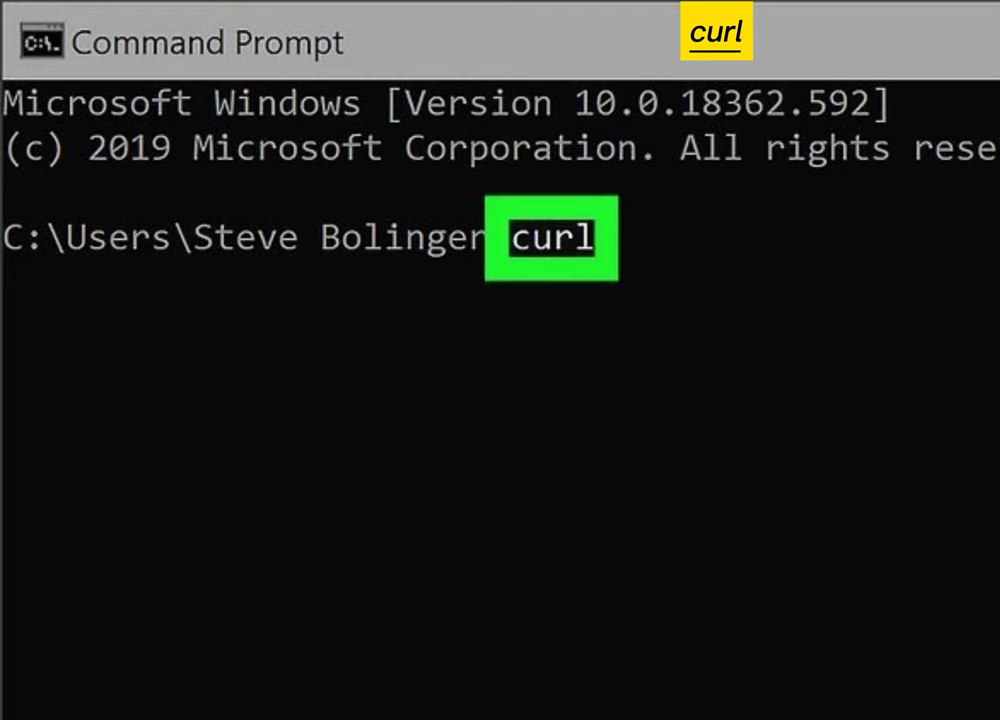 Command Prompt
curl
Microsoft Windows [Version 10.0.18362.592]
(c) 2019 Microsoft Corporation. All rights rese
C:\Users\Steve Bolinger curl